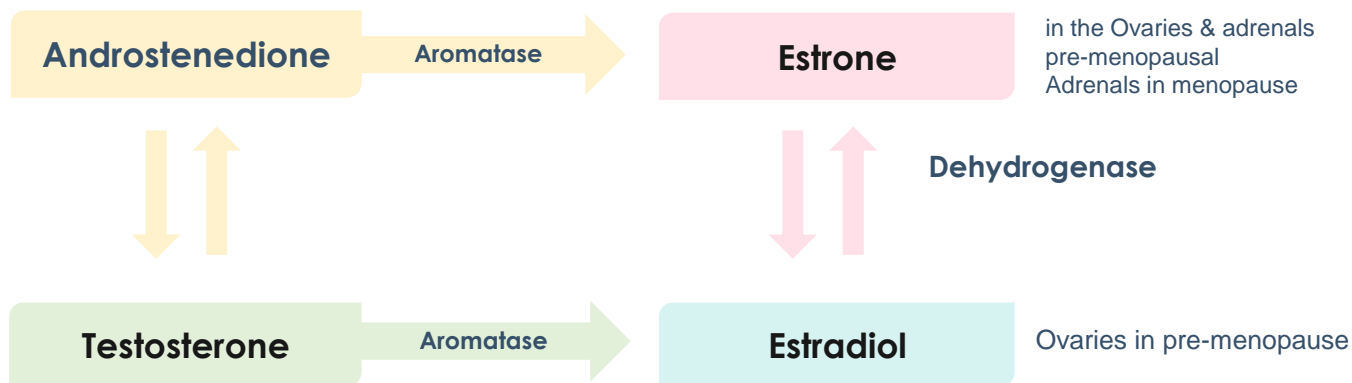 Androstenedione
Aromatase
Estrone
in the Ovaries & adrenals
pre-menopausal
Adrenals in menopause
Dehydrogenase
Testosterone
Aromatase
Estradiol
Ovaries in pre-menopause